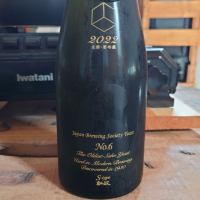 Iwatani
2022
Japan Brewing Society Yeast
No.6
The Oldest Sake Yeast
Used in Modern Brewing
Discovered in 1930